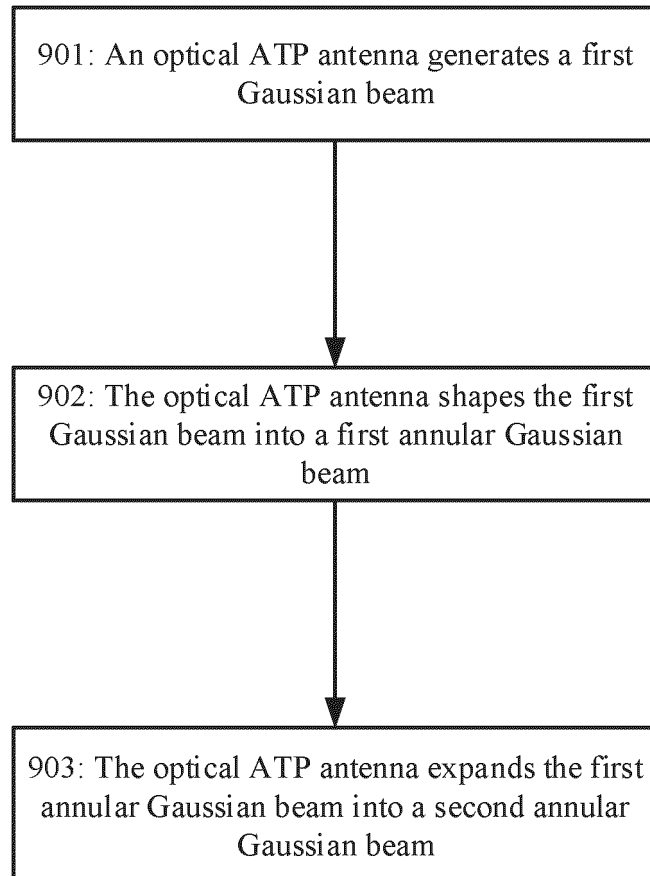 901: An optical ATP antenna generates a first
Gaussian beam
902: The optical ATP antenna shapes the first
Gaussian beam into a first annular Gaussian
beam
903: The optical ATP antenna expands the first
annular Gaussian beam into a second annular
Gaussian beam